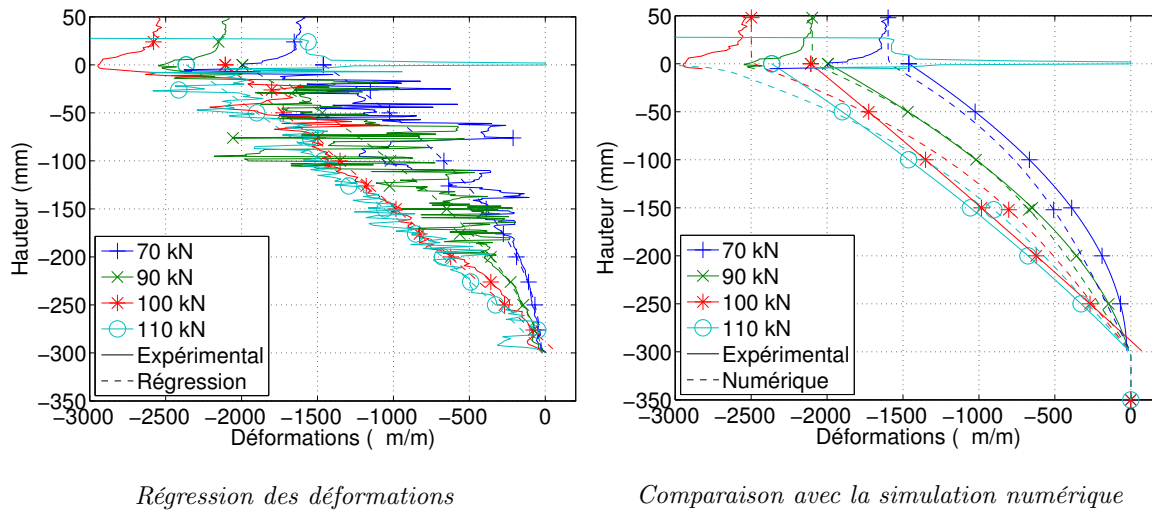 50
0
−50
−100
−150
−200
−250
−300
−350
Hauteur (mm)
70 kN
90 kN
100 kN
110 kN
Expérimental
Régression
−3000 −2500 −2000 −1500 −1000 −500 0
Déformations ( m/m)
Régression des déformations
50
0
−50
−100
−150
−200
−250
−300
−350
Hauteur (mm)
70 kN
90 kN
100 kN
110 kN
Expérimental
Numérique
−3000 −2500 −2000 −1500 −1000 −500 0
Déformations ( m/m)
Comparaison avec la simulation numérique